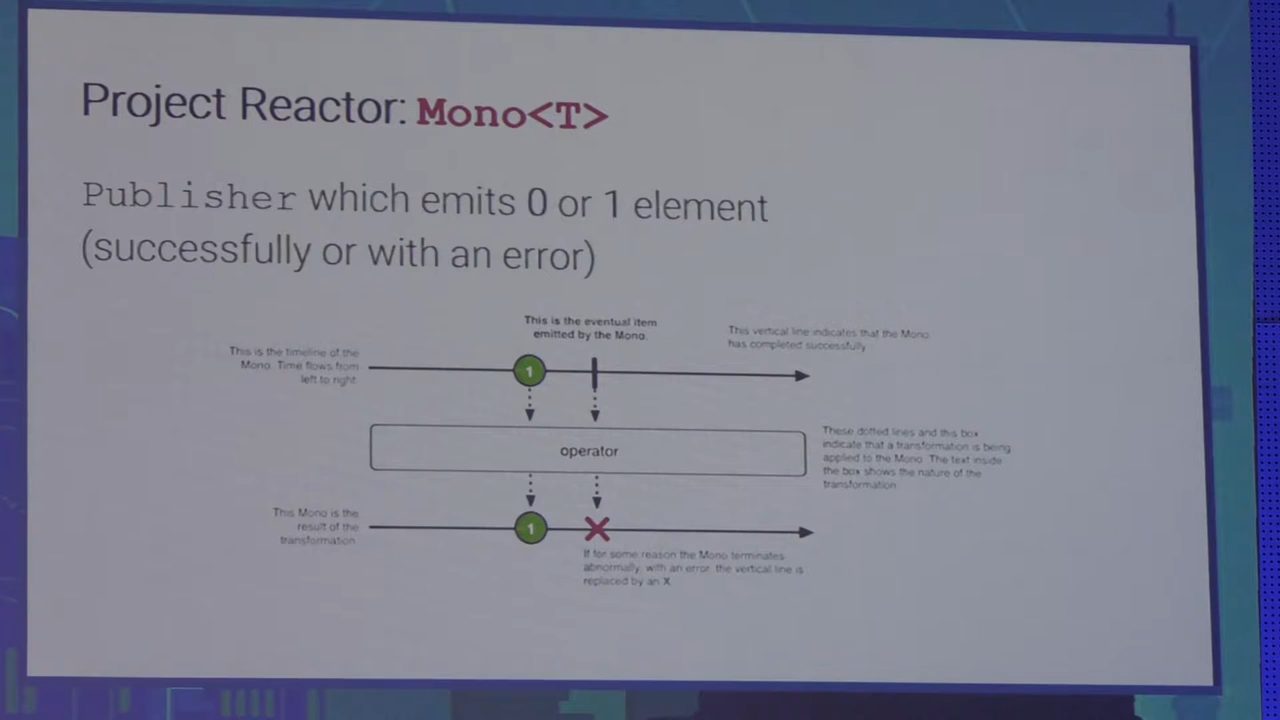 Project Reactor: Mono<T>
Publisher which emits 0 or 1 element
(successfully or with an error)
This is the eventual item
emitted by the Mono.
This vertical line indicates that the Mono
has completed successfully
This is the timeline of the
Mono. Time flows from
left to right
1
operator
These dotted lines and this box
indicate that a transformation is being
applied to the Mono. The text inside
the box shows the nature of the
transformation
This Mono is the
result of the
transformation
1
If for some reason the Mono terminates
abnormally, with an error, the vertical line is
replaced by an X